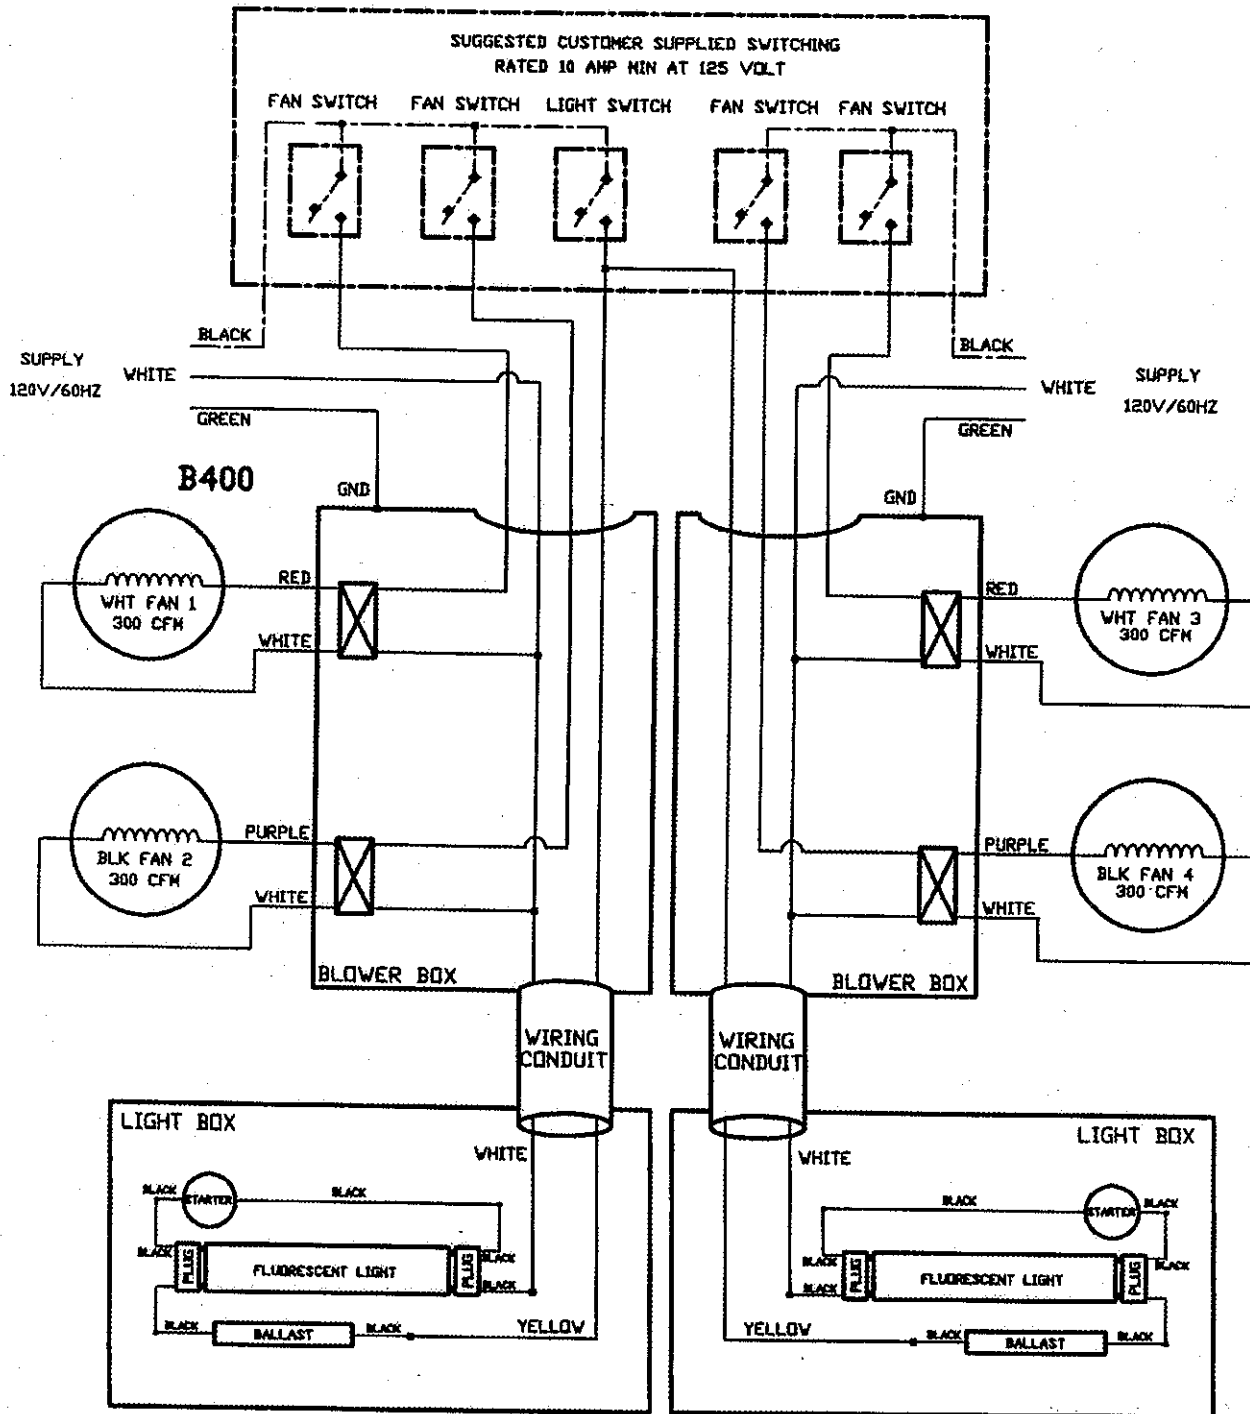 SUGGESTED CUSTOMER SUPPLIED SWITCHING
RATED 10 AMP MIN AT 125 VOLT
FAN SWITCH
FAN SWITCH
LIGHT SWITCH
FAN SWITCH
FAN SWITCH
BLACK
SUPPLY
120V/60HZ
WHITE
GREEN
BLACK
WHITE
SUPPLY
120V/60HZ
GREEN
B400
GND
GND
RED
WHT FAN 1
300 CFM
WHITE
RED
WHT FAN 3
300 CFM
WHITE
PURPLE
BLK FAN 2
300 CFM
WHITE
PURPLE
BLK FAN 4
300 CFM
WHITE
BLOWER BOX
BLOWER BOX
WIRING
CONDUIT
WIRING
CONDUIT
LIGHT BOX
WHITE
BLACK
STARTER
BLACK
BLACK
PLUG
FLUORESCENT LIGHT
PLUG
BLACK
BLACK
BLACK
BALLAST
BLACK
YELLOW
LIGHT BOX
WHITE
BLACK
STARTER
BLACK
BLACK
BLACK
PLUG
FLUORESCENT LIGHT
PLUG
BLACK
YELLOW
BLACK
BALLAST
BLACK